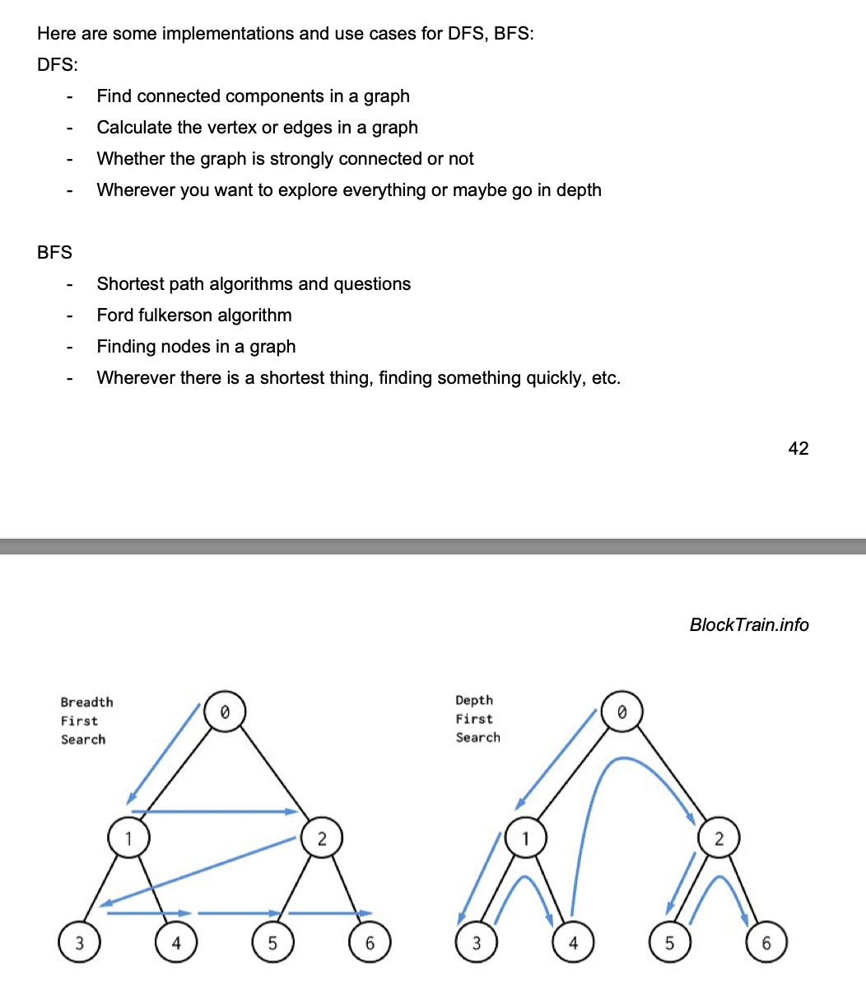 Here are some implementations and use cases for DFS, BFS:
DFS:
- Find connected components in a graph
- Calculate the vertex or edges in a graph
- Whether the graph is strongly connected or not
- Wherever you want to explore everything or maybe go in depth
BFS
- Shortest path algorithms and questions
- Ford fulkerson algorithm
- Finding nodes in a graph
- Wherever there is a shortest thing, finding something quickly, etc.
42
BlockTrain.info
Breadth
First
Search
0
1
2
3
4
5
6
Depth
First
Search
0
1
2
3
4
5
6